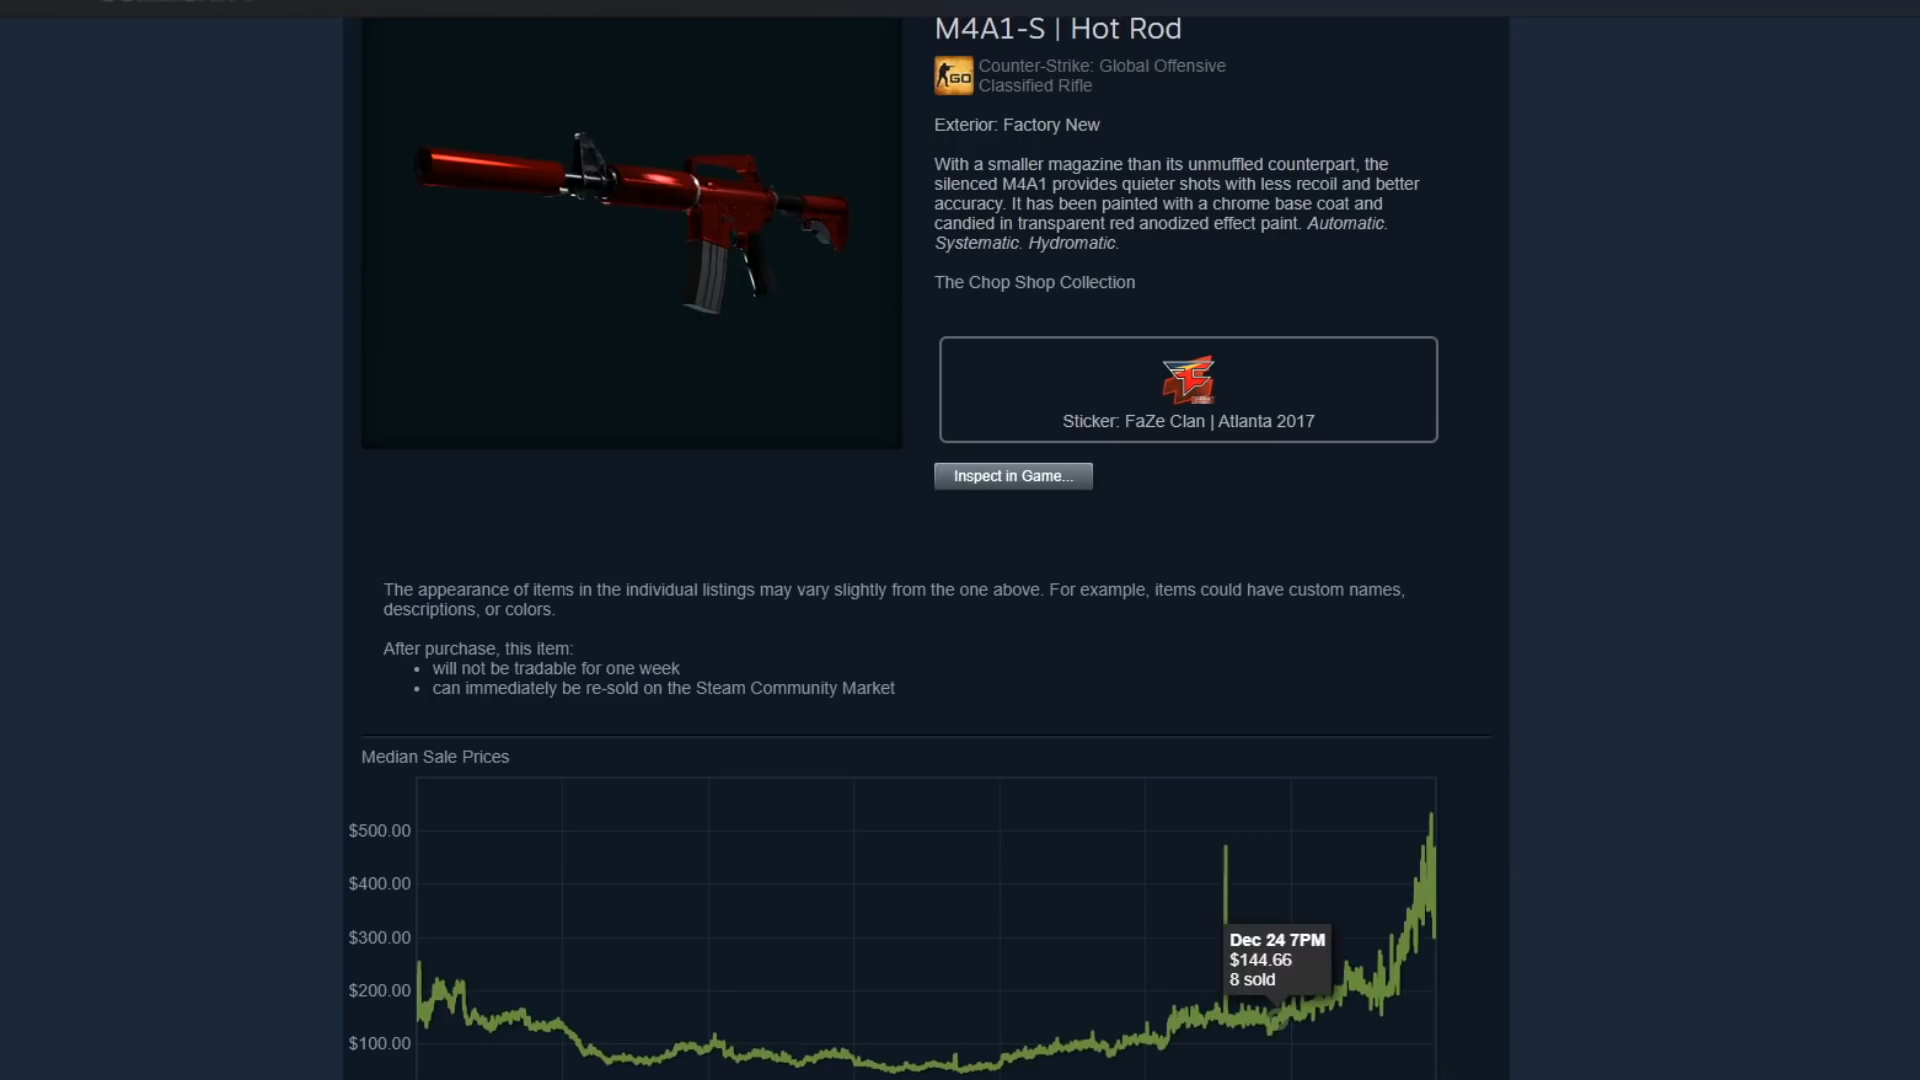 M4A1-S | Hot Rod
GO
Counter-Strike: Global Offensive
Classified Rifle
Exterior: Factory New
With a smaller magazine than its unmuffled counterpart, the
silenced M4A1 provides quieter shots with less recoil and better
accuracy. It has been painted with a chrome base coat and
candied in transparent red anodized effect paint. Automatic.
Systematic. Hydromatic.
The Chop Shop Collection
Sticker: FaZe Clan | Atlanta 2017
Inspect in Game...
The appearance of items in the individual listings may vary slightly from the one above. For example, items could have custom names,
descriptions, or colors.
After purchase, this item:
• will not be tradable for one week
• can immediately be re-sold on the Steam Community Market
Median Sale Prices
$500.00
$400.00
$300.00
Dec 24 7PM
$144.66
8 sold
$200.00
$100.00